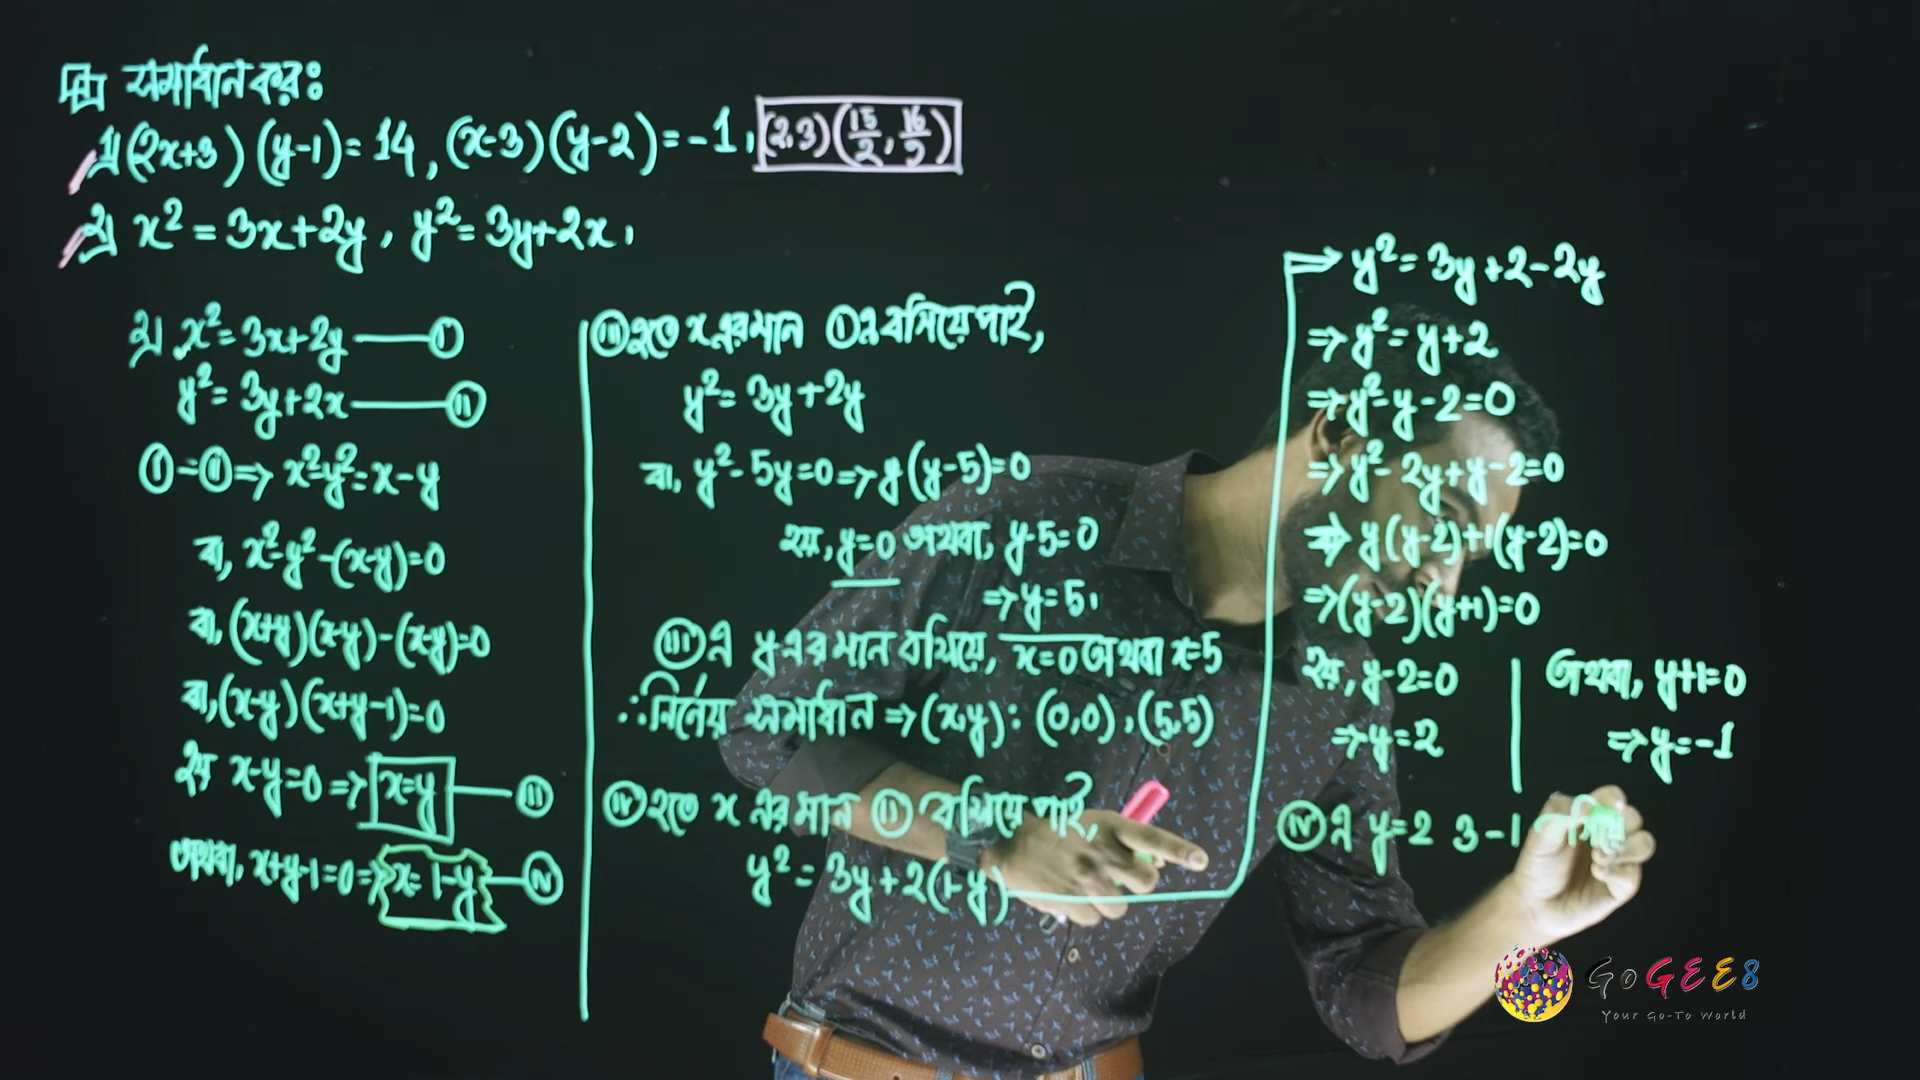 সমাধান কর:
১। (2x+3)(y-1)=14, (x-3)(y-2)=-1, (2,3)(15/2, 16/9)
২। x²=3x+2y, y²=3y+2x,
২। x²=3x+2y —— ⓘ
y²=3y+2x —— ⓘⓘ
ⓘ-ⓘⓘ⇒ x²-y²=x-y
বা, x²-y²-(x-y)=0
বা, (x+y)(x-y)-(x-y)=0
বা, (x-y)(x+y-1)=0
হয় x-y=0 ⇒ x=y —— ⓘⓘⓘ
অথবা, x+y-1=0 ⇒ x=1-y —— ⓘⓥ
ⓘⓘⓘ হতে x এর মান ⓘ এ বসিয়ে পাই,
y²=3y+2y
বা, y²-5y=0 ⇒ y(y-5)=0
হয়, y=0 অথবা, y-5=0
⇒ y=5,
ⓘⓘⓘ এ y এর মান বসিয়ে, x=0 অথবা x=5
∴ নির্ণেয় সমাধান ⇒ (x,y): (0,0), (5,5)
ⓘⓥ হতে x এর মান ⓘⓘ এ বসিয়ে পাই,
y²=3y+2(1-y)
⇒ y²=3y+2-2y
⇒ y²=y+2
⇒ y²-y-2=0
⇒ y²-2y+y-2=0
⇒ y(y-2)+1(y-2)=0
⇒ (y-2)(y+1)=0
হয়, y-2=0 | অথবা, y+1=0
⇒ y=2 | ⇒ y=-1
ⓘⓥ এ y=2 ও -1
GOGEE8
Your Go-To World